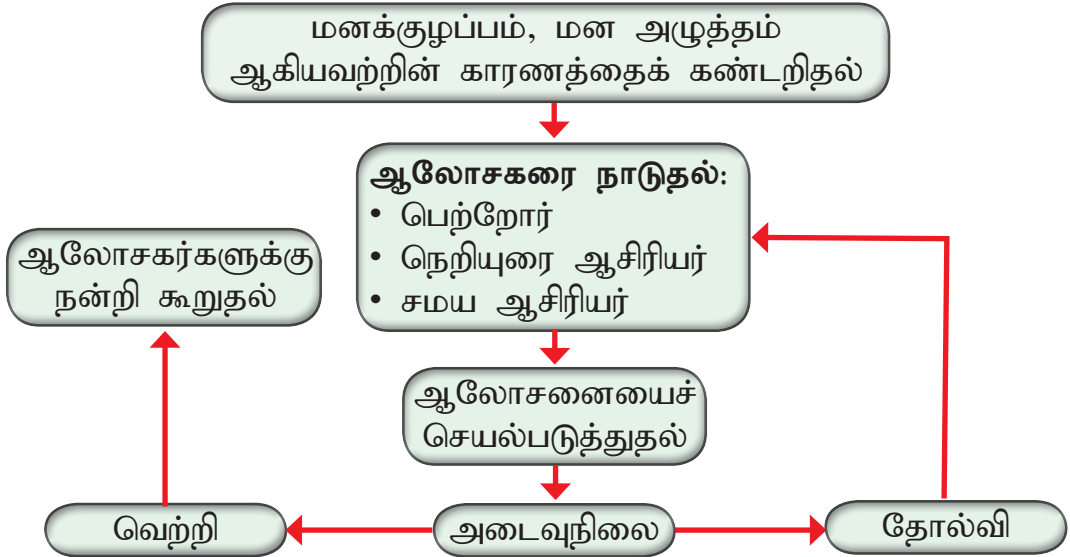 மனக்குழப்பம், மன அழுத்தம்
ஆகியவற்றின் காரணத்தைக் கண்டறிதல்
ஆலோசகரை நாடுதல்:
• பெற்றோர்
• நெறியுரை ஆசிரியர்
• சமய ஆசிரியர்
ஆலோசகர்களுக்கு
நன்றி கூறுதல்
ஆலோசனையைச்
செயல்படுத்துதல்
வெற்றி
அடைவுநிலை
தோல்வி